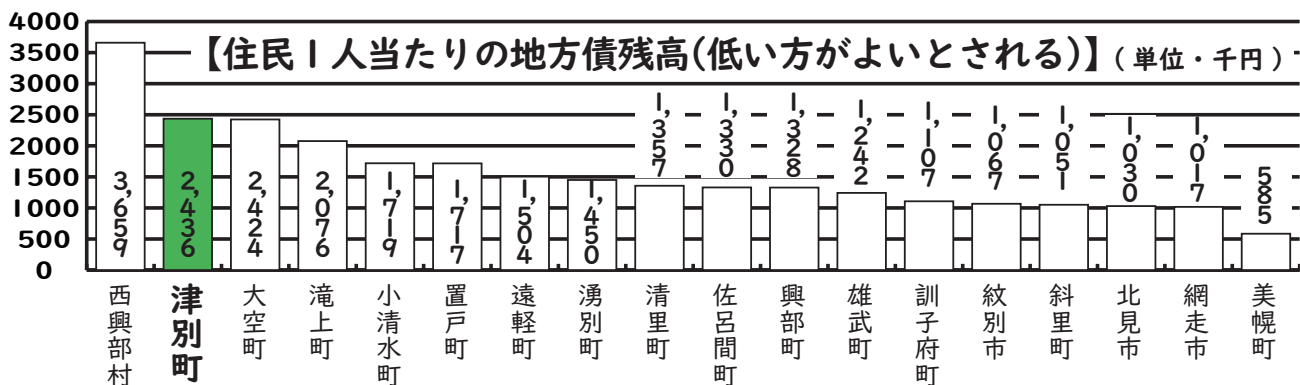 【住民1人当たりの地方債残高(低い方がよいとされる)】(単位・千円)
4000
3500
3000
2500
2000
1500
1000
500
0
3,659
2,436
2,424
2,076
1,719
1,717
1,504
1,450
1,357
1,330
1,328
1,242
1,107
1,067
1,051
1,030
1,017
585
西興部村
津別町
大空町
滝上町
小清水町
置戸町
遠軽町
湧別町
清里町
佐呂間町
興部町
雄武町
訓子府町
紋別市
斜里町
北見市
網走市
美幌町